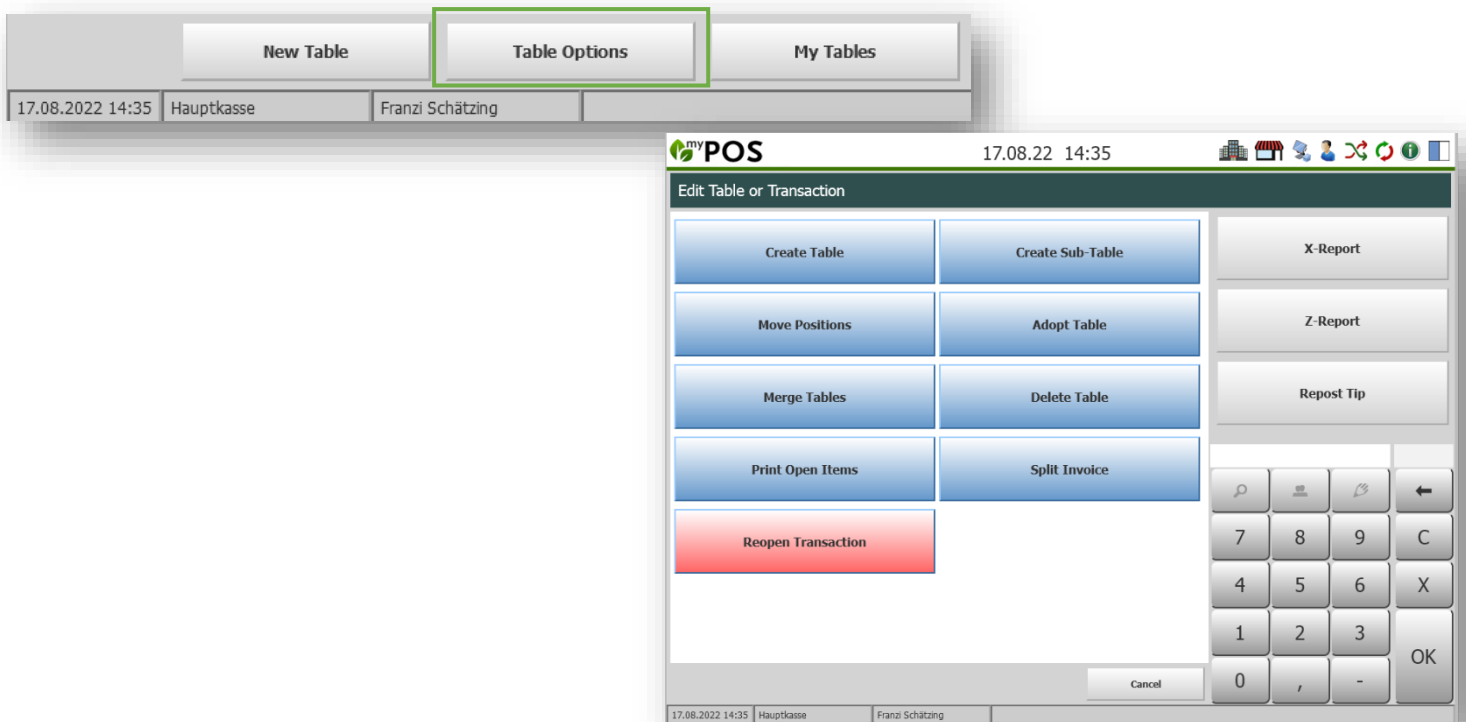 New Table Table Options My Tables
17.08.2022 14:35 Hauptkasse Franzi Schätzing
myPOS 17.08.22 14:35
Edit Table or Transaction
Create Table Create Sub-Table X-Report
Move Positions Adopt Table Z-Report
Merge Tables Delete Table Repost Tip
Print Open Items Split Invoice
Reopen Transaction 7 8 9 C
4 5 6 X
1 2 3
OK
Cancel 0 , -
17.08.2022 14:35 Hauptkasse Franzi Schätzing